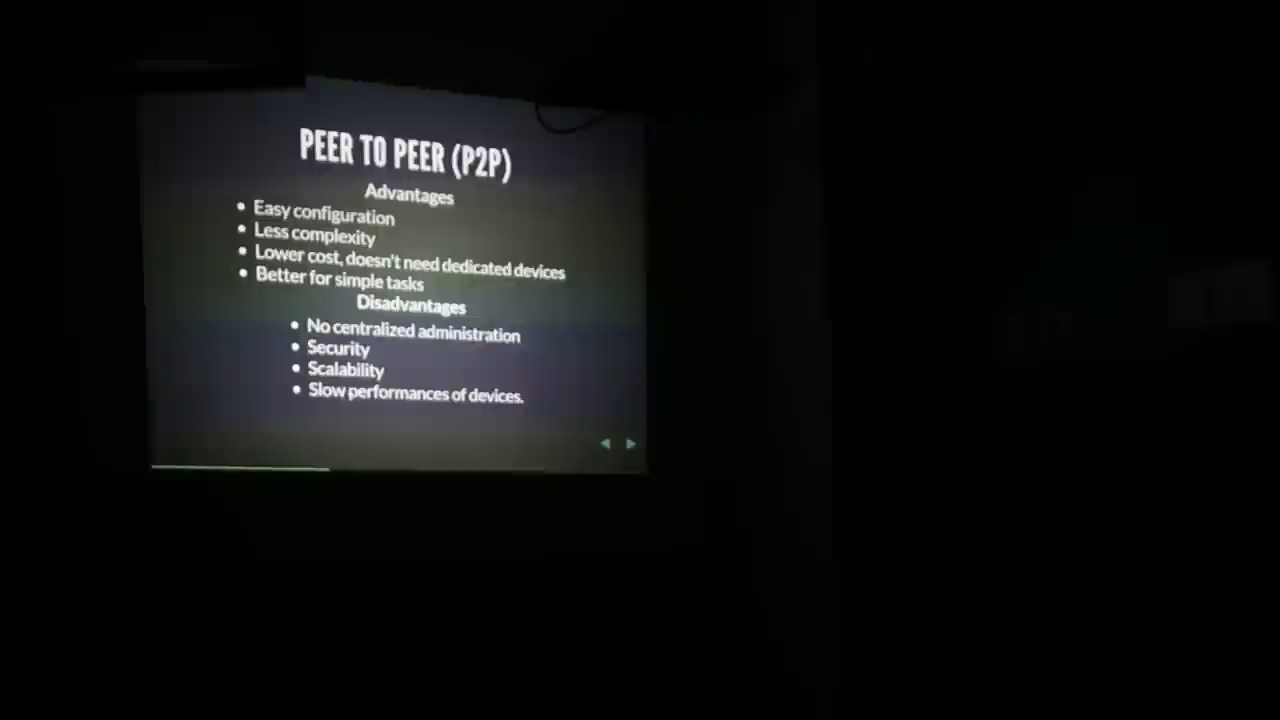 PEER TO PEER (P2P)
Advantages
• Easy configuration
• Less complexity
• Lower cost, doesn't need dedicated devices
• Better for simple tasks
Disadvantages
• No centralized administration
• Security
• Scalability
• Slow performances of devices.